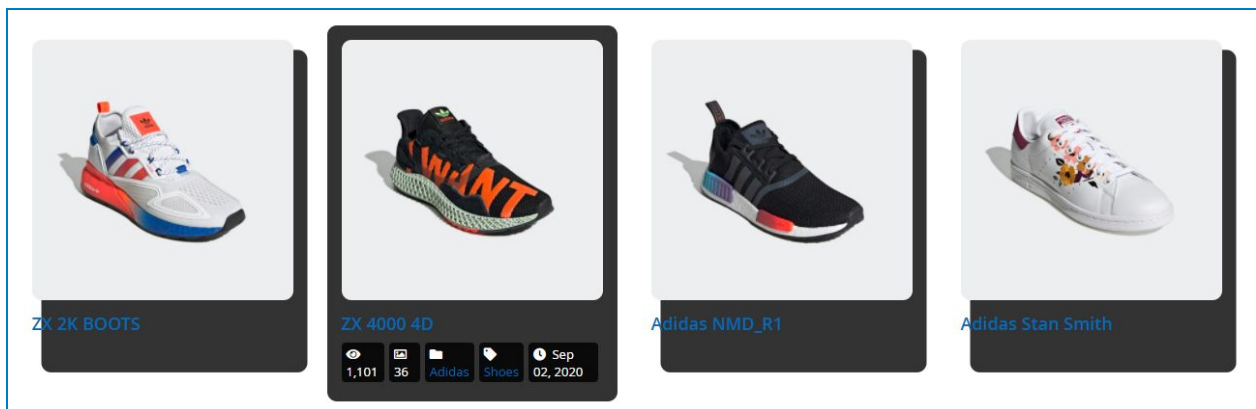 WANT
ZX 2K BOOTS
ZX 4000 4D
Adidas NMD_R1
Adidas Stan Smith
1,101
36
Adidas
Shoes
Sep
02, 2020